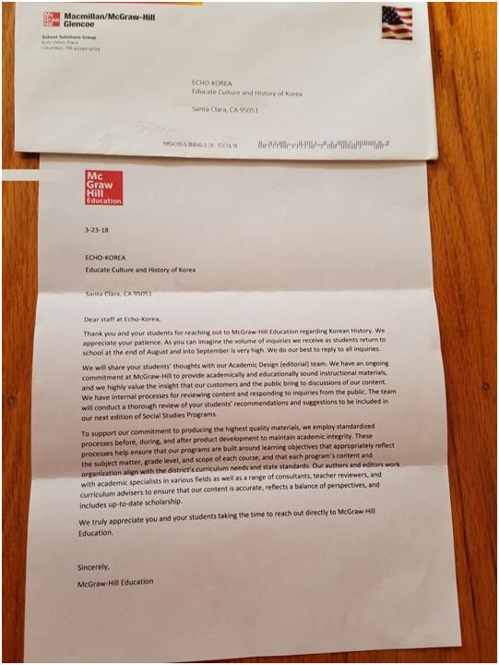 Macmillan/McGraw-Hill
Glencoe
School Solutions Group
ECHO-KOREA
Educate Culture and History of Korea
Santa Clara, CA 95051
Mc
Graw
Hill
Education
3-23-18
ECHO-KOREA
Educate Culture and History of Korea
Santa Clara, CA 95051
Dear staff at Echo-Korea,
Thank you and your students for reaching out to McGraw-Hill Education regarding Korean History. We
appreciate your patience. As you can imagine the volume of inquiries we receive as students return to
school at the end of August and into September is very high. We do our best to reply to all inquiries.
We will share your students' thoughts with our Academic Design (editorial) team. We have an ongoing
commitment at McGraw-Hill to provide academically and educationally sound instructional materials,
and we highly value the insight that our customers and the public bring to discussions of our content.
We have internal processes for reviewing content and responding to inquiries from the public. The team
will conduct a thorough review of your students' recommendations and suggestions to be included in
our next edition of Social Studies Programs.
To support our commitment to producing the highest quality materials, we employ standardized
processes before, during, and after product development to maintain academic integrity. These
processes help ensure that our programs are built around learning objectives that appropriately reflect
the subject matter, grade level, and scope of each course, and that each program's content and
organization align with the district's curriculum needs and state standards. Our authors and editors work
with academic specialists in various fields as well as a range of consultants, teacher reviewers, and
curriculum advisers to ensure that our content is accurate, reflects a balance of perspectives, and
includes up-to-date scholarship.
We truly appreciate you and your students taking the time to reach out directly to McGraw-Hill
Education.
Sincerely,
McGraw-Hill Education